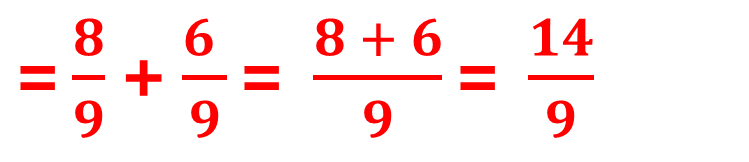 = 8/9 + 6/9 = (8 + 6)/9 = 14/9